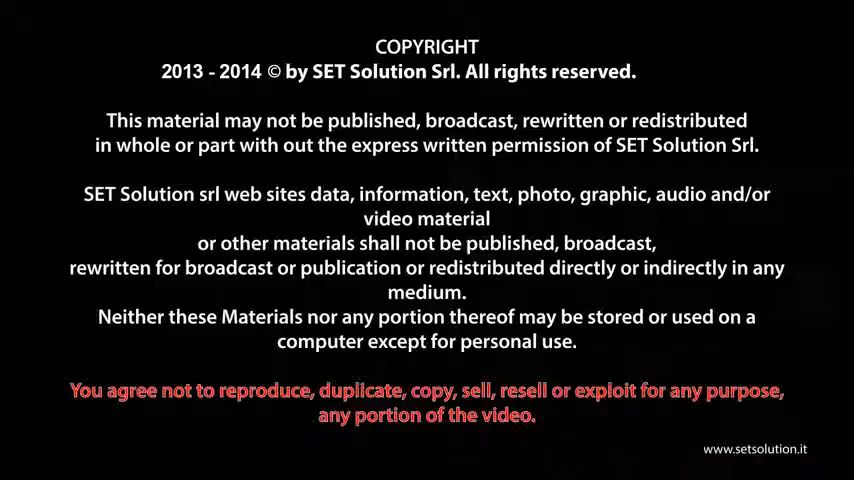 COPYRIGHT
2013 - 2014 © by SET Solution Srl. All rights reserved.
This material may not be published, broadcast, rewritten or redistributed
in whole or part with out the express written permission of SET Solution Srl.
SET Solution srl web sites data, information, text, photo, graphic, audio and/or
video material
or other materials shall not be published, broadcast,
rewritten for broadcast or publication or redistributed directly or indirectly in any
medium.
Neither these Materials nor any portion thereof may be stored or used on a
computer except for personal use.
You agree not to reproduce, duplicate, copy, sell, resell or exploit for any purpose,
any portion of the video.
www.setsolution.it